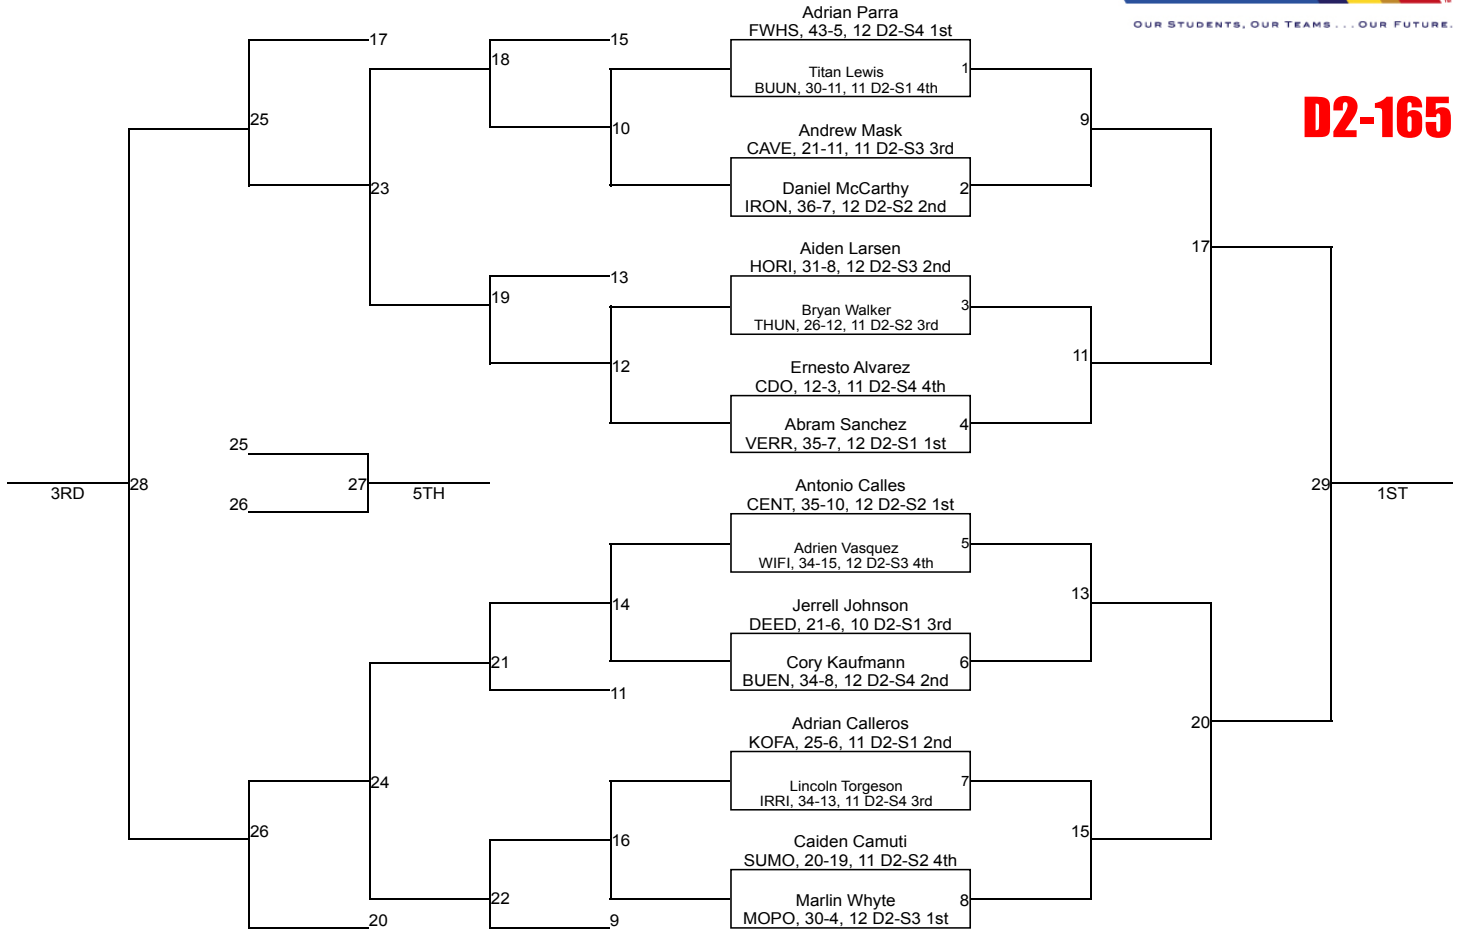 OUR STUDENTS, OUR TEAMS . . . OUR FUTURE.
D2-165
Adrian Parra
FWHS, 43-5, 12 D2-S4 1st
Titan Lewis
BUUN, 30-11, 11 D2-S1 4th
1
Andrew Mask
CAVE, 21-11, 11 D2-S3 3rd
Daniel McCarthy
IRON, 36-7, 12 D2-S2 2nd
2
Aiden Larsen
HORI, 31-8, 12 D2-S3 2nd
Bryan Walker
THUN, 26-12, 11 D2-S2 3rd
3
Ernesto Alvarez
CDO, 12-3, 11 D2-S4 4th
Abram Sanchez
VERR, 35-7, 12 D2-S1 1st
4
Antonio Calles
CENT, 35-10, 12 D2-S2 1st
Adrien Vasquez
WIFI, 34-15, 12 D2-S3 4th
5
Jerrell Johnson
DEED, 21-6, 10 D2-S1 3rd
Cory Kaufmann
BUEN, 34-8, 12 D2-S4 2nd
6
Adrian Calleros
KOFA, 25-6, 11 D2-S1 2nd
Lincoln Torgeson
IRRI, 34-13, 11 D2-S4 3rd
7
Caiden Camuti
SUMO, 20-19, 11 D2-S2 4th
Marlin Whyte
MOPO, 30-4, 12 D2-S3 1st
8
9
11
13
15
17
20
29
1ST
15
10
13
12
14
11
16
9
18
19
21
22
17
23
24
20
25
26
25
26
27
5TH
28
3RD